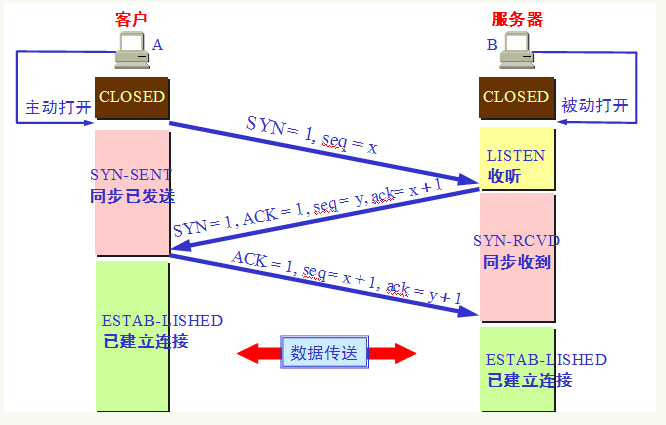 客户
服务器
A
B
主动打开
CLOSED
CLOSED
被动打开
SYN = 1, seq = x
LISTEN
收听
SYN-SENT
同步已发送
SYN = 1, ACK = 1, seq = y, ack= x + 1
SYN-RCVD
同步收到
ACK = 1, seq = x + 1, ack = y + 1
ESTAB-LISHED
已建立连接
数据传送
ESTAB-LISHED
已建立连接